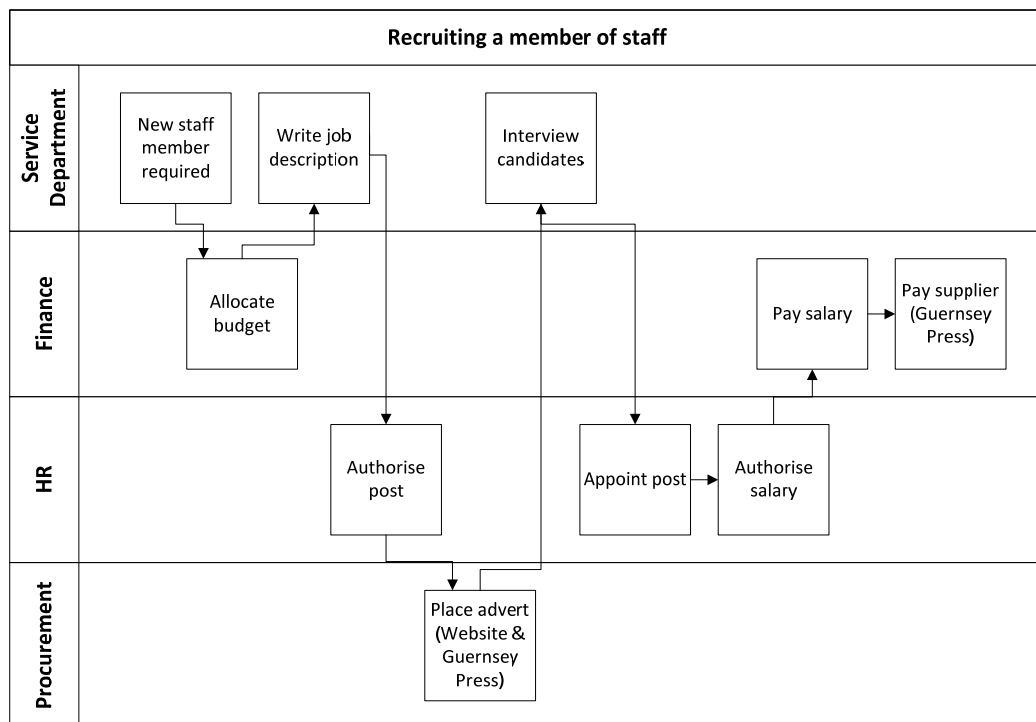 Recruiting a member of staff
Service
Department
New staff
member
required
Write job
description
Interview
candidates
Finance
Allocate
budget
Pay salary
Pay supplier
(Guernsey
Press)
HR
Authorise
post
Appoint post
Authorise
salary
Procurement
Place advert
(Website &
Guernsey
Press)